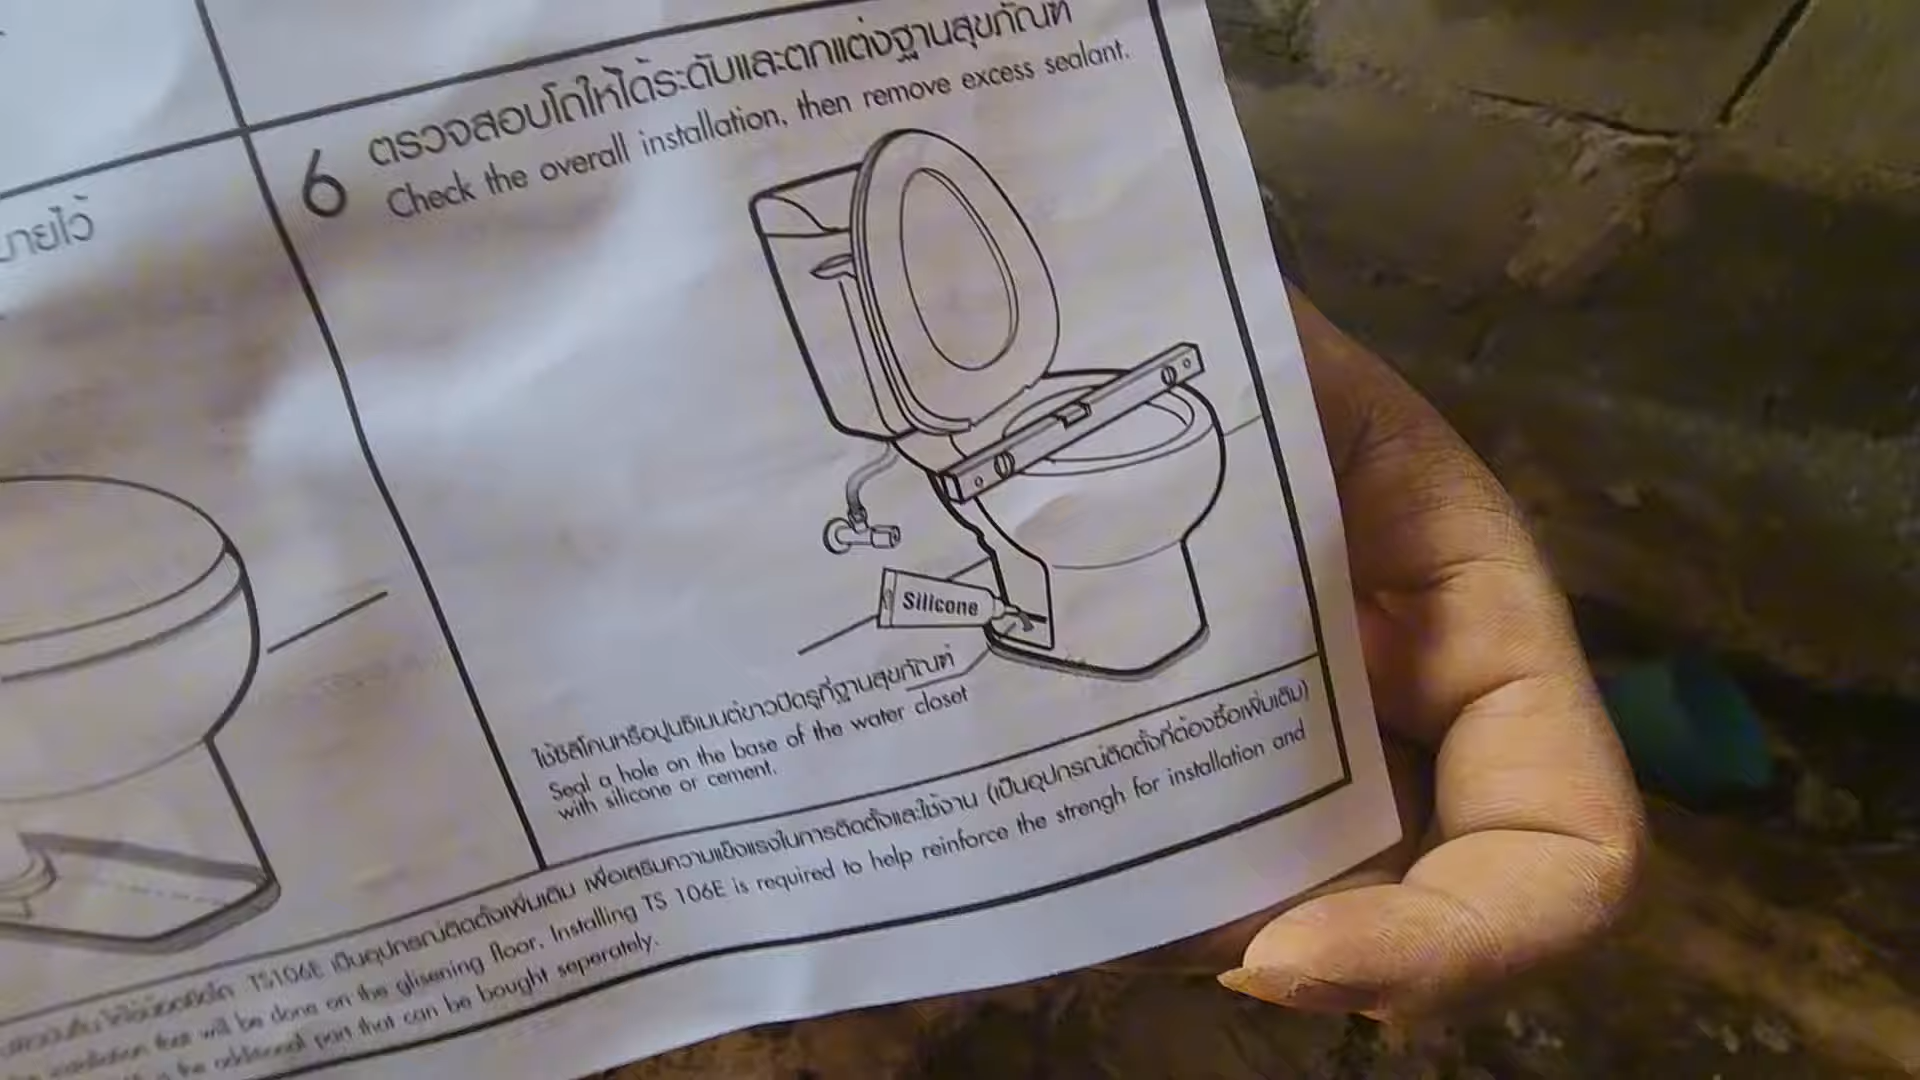 บายไว้
6 ตรวจสอบโถให้ได้ระดับและตกแต่งฐานสุขภัณฑ์
Check the overall installation, then remove excess sealant.
Silicone
ใช้ซิลิโคนหรือปูนซีเมนต์ขาวปิดรูที่ฐานสุขภัณฑ์
Seal a hole on the base of the water closet
with silicone or cement.
TS106E เป็นอุปกรณ์ติดตั้งเพิ่มเติม เพื่อเสริมความแข็งแรงในการติดตั้งและใช้งาน (เป็นอุปกรณ์ติดตั้งที่ต้องซื้อเพิ่มเติม)
that will be done on the glisening floor, Installing TS 106E is required to help reinforce the strengh for installation and
the additional part that can be bought seperately.